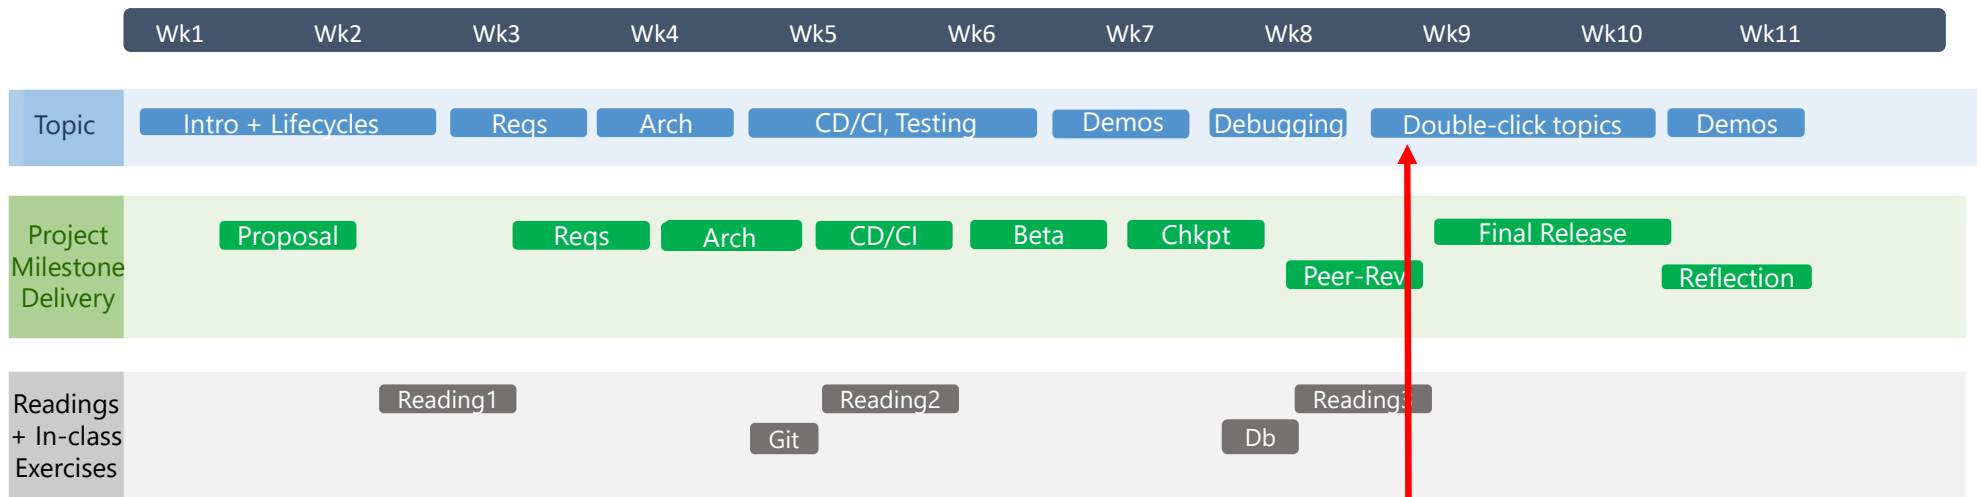 Wk1 Wk2 Wk3 Wk4 Wk5 Wk6 Wk7 Wk8 Wk9 Wk10 Wk11
Topic
Intro + Lifecycles Reqs Arch CD/CI, Testing Demos Debugging Double-click topics Demos
Project
Milestone
Delivery
Proposal Reqs Arch CD/CI Beta Chkpt Final Release
Peer-Rev Reflection
Readings
+ In-class
Exercises
Reading1 Reading2 Reading3
Git Db